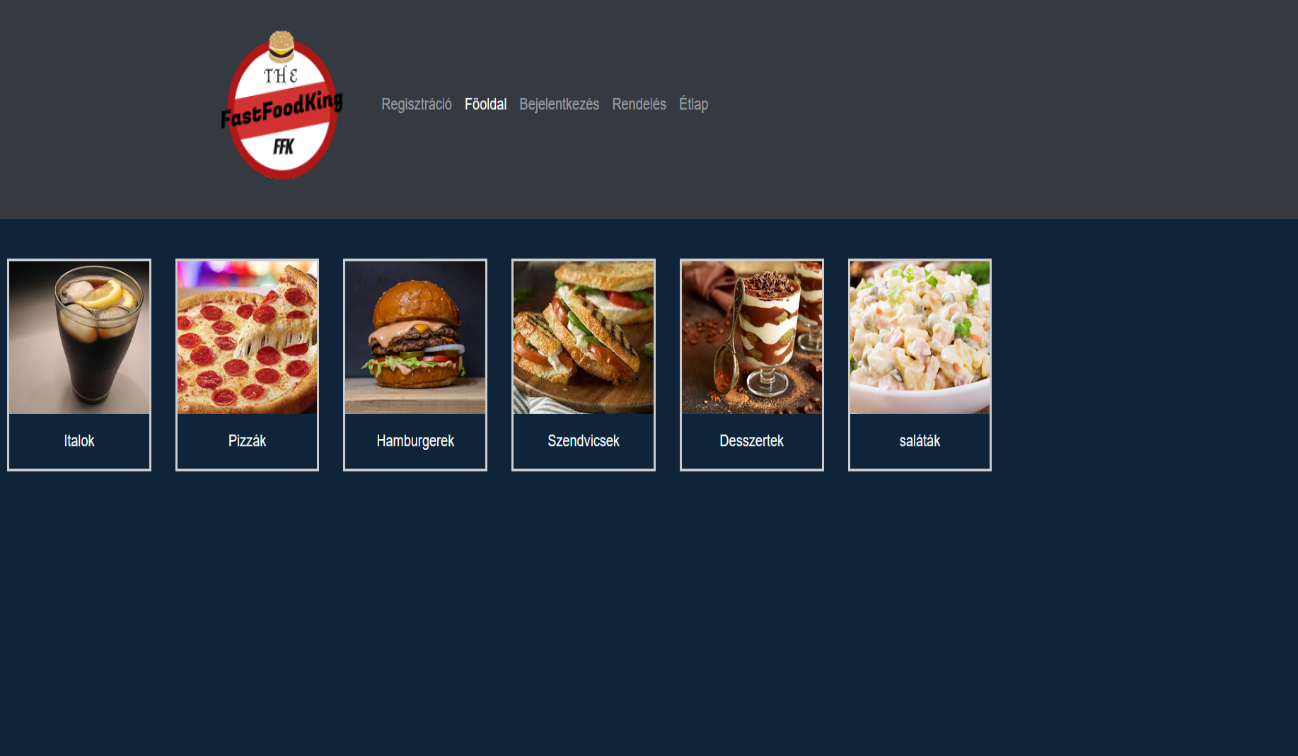 THE
FastFoodKing
FFK
Regisztráció Főoldal Bejelentkezés Rendelés Étlap
Italok Pizzák Hamburgerek Szendvicsek Desszertek saláták